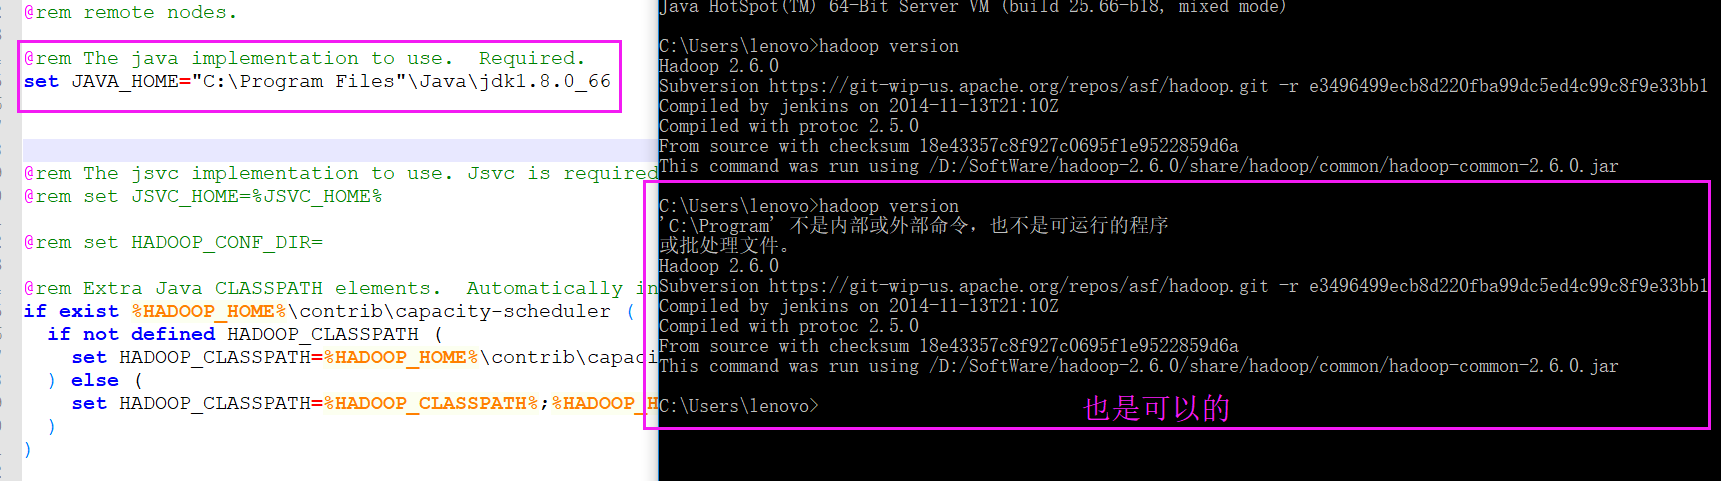 @rem remote nodes.
@rem The java implementation to use.  Required.
set JAVA_HOME="C:\Program Files"\Java\jdk1.8.0_66
@rem The jsvc implementation to use. Jsvc is required
@rem set JSVC_HOME=%JSVC_HOME%
@rem set HADOOP_CONF_DIR=
@rem Extra Java CLASSPATH elements.  Automatically in
if exist %HADOOP_HOME%\contrib\capacity-scheduler (
  if not defined HADOOP_CLASSPATH (
    set HADOOP_CLASSPATH=%HADOOP_HOME%\contrib\capaci
  ) else (
    set HADOOP_CLASSPATH=%HADOOP_CLASSPATH%;%HADOOP_H
  )
)
Java HotSpot(TM) 64-Bit Server VM (build 25.66-b18, mixed mode)
C:\Users\lenovo>hadoop version
Hadoop 2.6.0
Subversion https://git-wip-us.apache.org/repos/asf/hadoop.git -r e3496499ecb8d220fba99dc5ed4c99c8f9e33bb1
Compiled by jenkins on 2014-11-13T21:10Z
Compiled with protoc 2.5.0
From source with checksum 18e43357c8f927c0695f1e9522859d6a
This command was run using /D:/SoftWare/hadoop-2.6.0/share/hadoop/common/hadoop-common-2.6.0.jar
C:\Users\lenovo>hadoop version
'C:\Program' 不是内部或外部命令，也不是可运行的程序
或批处理文件。
Hadoop 2.6.0
Subversion https://git-wip-us.apache.org/repos/asf/hadoop.git -r e3496499ecb8d220fba99dc5ed4c99c8f9e33bb1
Compiled by jenkins on 2014-11-13T21:10Z
Compiled with protoc 2.5.0
From source with checksum 18e43357c8f927c0695f1e9522859d6a
This command was run using /D:/SoftWare/hadoop-2.6.0/share/hadoop/common/hadoop-common-2.6.0.jar
C:\Users\lenovo>
也是可以的